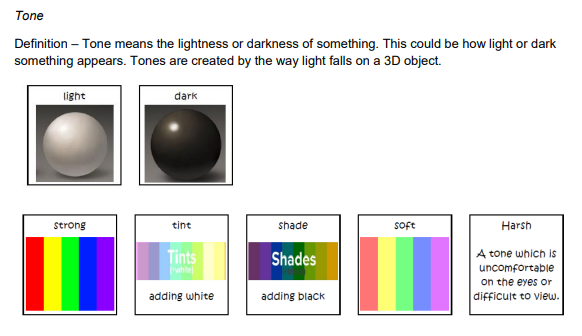 Tone
Definition – Tone means the lightness or darkness of something. This could be how light or dark
something appears. Tones are created by the way light falls on a 3D object.
light
dark
strong
tint
Tints
(+white)
adding white
shade
Shades
adding black
soft
Harsh
A tone which is
uncomfortable
on the eyes or
difficult to view.